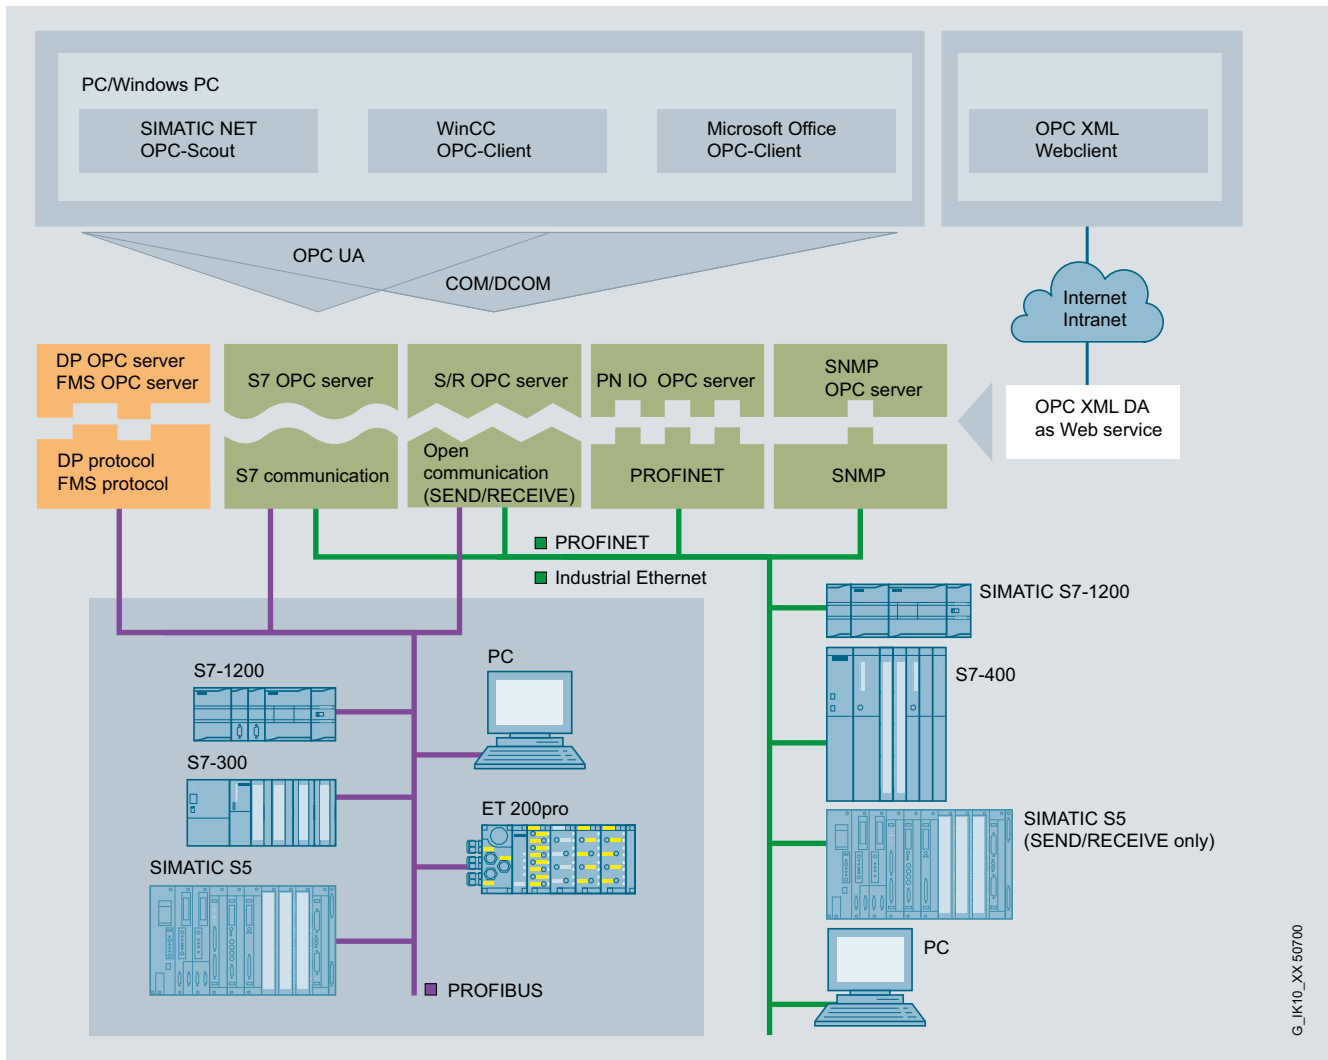 PC/Windows PC
SIMATIC NET
OPC-Scout
WinCC
OPC-Client
Microsoft Office
OPC-Client
OPC XML
Webclient
OPC UA
COM/DCOM
Internet
Intranet
DP OPC server
FMS OPC server
S7 OPC server
S/R OPC server
PN IO OPC server
SNMP
OPC server
OPC XML DA
as Web service
DP protocol
FMS protocol
S7 communication
Open
communication
(SEND/RECEIVE)
PROFINET
SNMP
PROFINET
Industrial Ethernet
SIMATIC S7-1200
S7-400
SIMATIC S5
(SEND/RECEIVE only)
PC
S7-1200
PC
S7-300
ET 200pro
SIMATIC S5
PROFIBUS
G_IK10_XX 50700